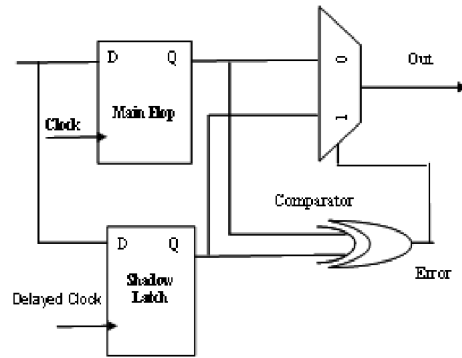 D Q
Main Flop
Clock
0
1
Out
Comparator
D Q
Shadow
Latch
Delayed Clock
Error